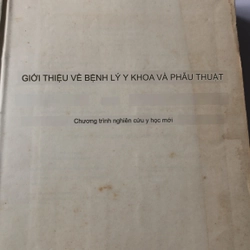 GIỚI THIỆU VỀ BỆNH LÝ Y KHOA VÀ PHẪU THUẬT
Chương trình nghiên cứu y học mới